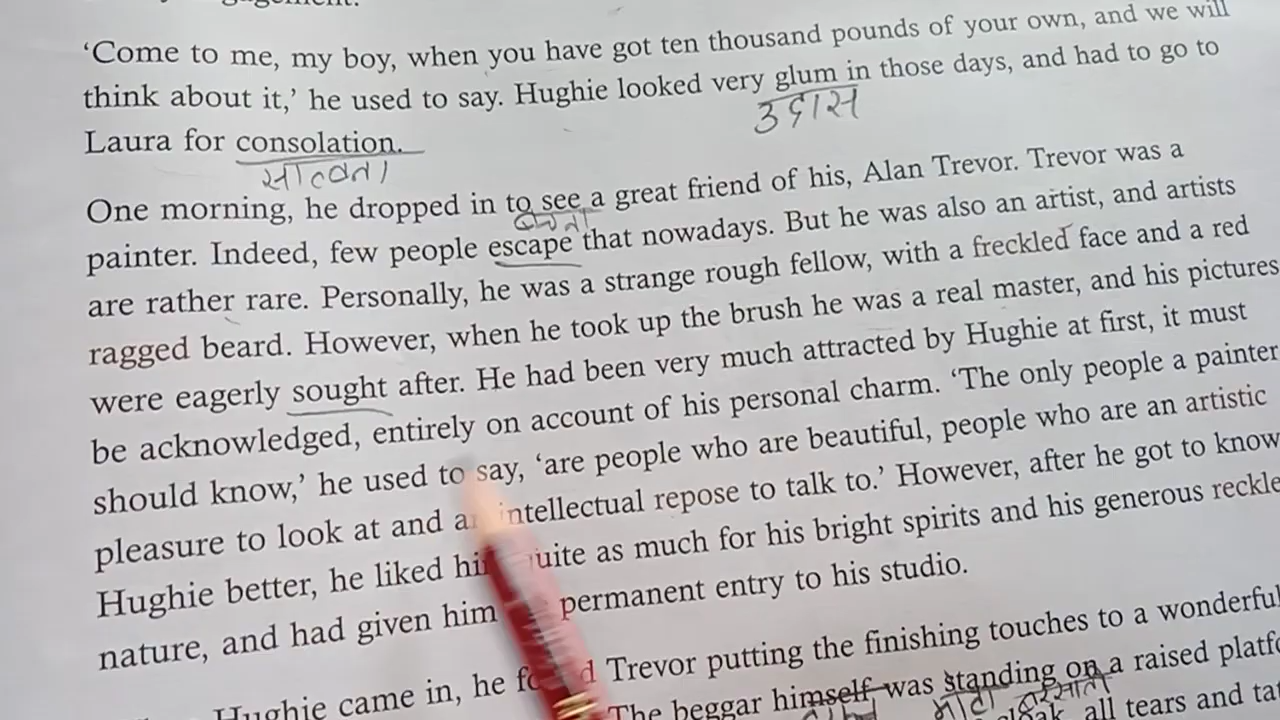 ‘Come to me, my boy, when you have got ten thousand pounds of your own, and we will
think about it,’ he used to say. Hughie looked very glum in those days, and had to go to
उदास
Laura for consolation.
सांत्वना
One morning, he dropped in to see a great friend of his, Alan Trevor. Trevor was a
painter. Indeed, few people escape that nowadays. But he was also an artist, and artists
are rather rare. Personally, he was a strange rough fellow, with a freckled face and a red
ragged beard. However, when he took up the brush he was a real master, and his pictures
were eagerly sought after. He had been very much attracted by Hughie at first, it must
be acknowledged, entirely on account of his personal charm. ‘The only people a painter
should know,’ he used to say, ‘are people who are beautiful, people who are an artistic
pleasure to look at and an intellectual repose to talk to.’ However, after he got to know
Hughie better, he liked him quite as much for his bright spirits and his generous reckle
nature, and had given him permanent entry to his studio.
Hughie came in, he found Trevor putting the finishing touches to a wonderful
The beggar himself was standing on a raised platfo
all tears and tat